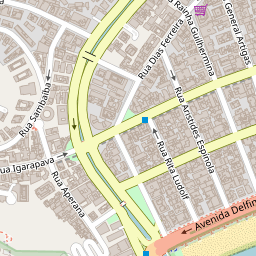 Rainha Guilhermina
General Artigas
Rua Dias Ferreira
Rua Sambaíba
Rua Aristides Espínola
Rua Igarapava
Rua Rita Ludolf
Rua Aperana
Avenida Delfim